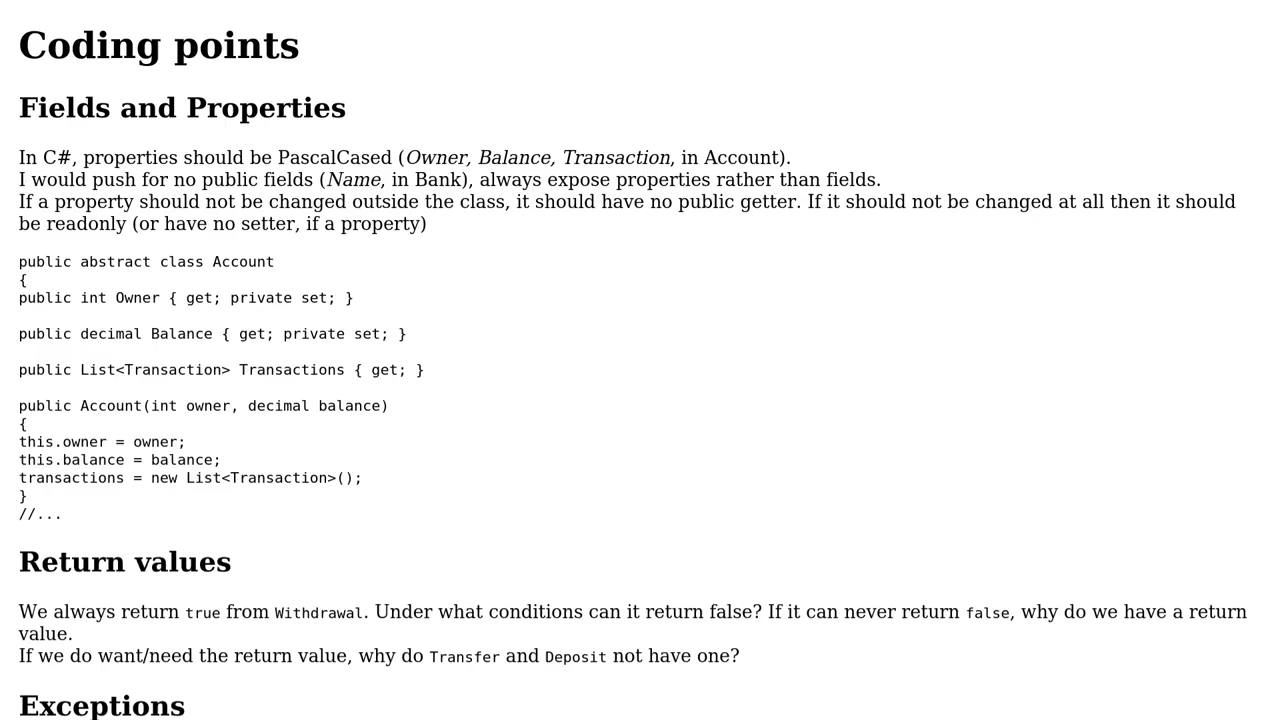 Coding points
Fields and Properties
In C#, properties should be PascalCased (Owner, Balance, Transaction, in Account).
I would push for no public fields (Name, in Bank), always expose properties rather than fields.
If a property should not be changed outside the class, it should have no public getter. If it should not be changed at all then it should
be readonly (or have no setter, if a property)
public abstract class Account
{
public int Owner { get; private set; }
public decimal Balance { get; private set; }
public List<Transaction> Transactions { get; }
public Account(int owner, decimal balance)
{
this.owner = owner;
this.balance = balance;
transactions = new List<Transaction>();
}
//...
Return values
We always return true from Withdrawal. Under what conditions can it return false? If it can never return false, why do we have a return
value.
If we do want/need the return value, why do Transfer and Deposit not have one?
Exceptions